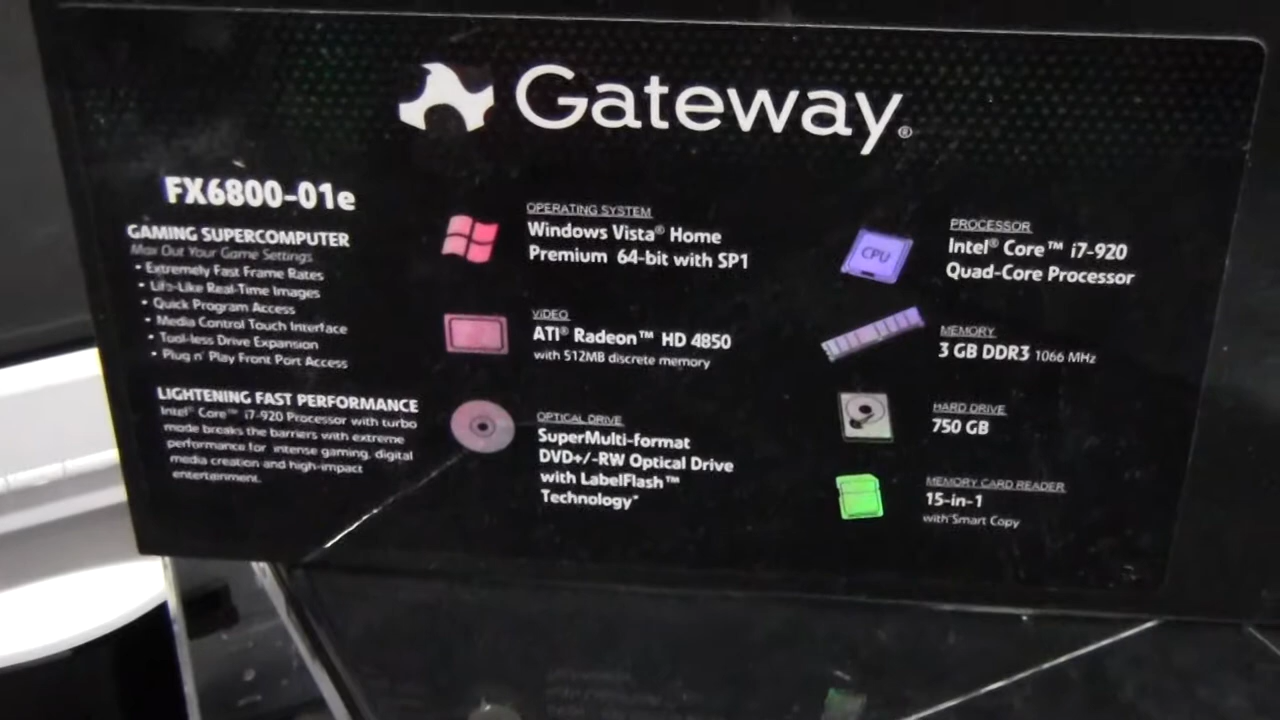 Gateway®
FX6800-01e
GAMING SUPERCOMPUTER
Max Out Your Game Settings
• Extremely Fast Frame Rates
• Life-Like Real-Time Images
• Quick Program Access
• Media Control Touch Interface
• Tool-less Drive Expansion
• Plug n' Play Front Port Access
LIGHTENING FAST PERFORMANCE
Intel® Core™ i7-920 Processor with turbo
mode breaks the barriers with extreme
performance for intense gaming, digital
media creation and high-impact
entertainment.
OPERATING SYSTEM
Windows Vista® Home
Premium 64-bit with SP1
VIDEO
ATI® Radeon™ HD 4850
with 512MB discrete memory
OPTICAL DRIVE
SuperMulti-format
DVD+/-RW Optical Drive
with LabelFlash™
Technology*
CPU
PROCESSOR
Intel® Core™ i7-920
Quad-Core Processor
MEMORY
3 GB DDR3 1066 MHz
HARD DRIVE
750 GB
MEMORY CARD READER
15-in-1
with Smart Copy